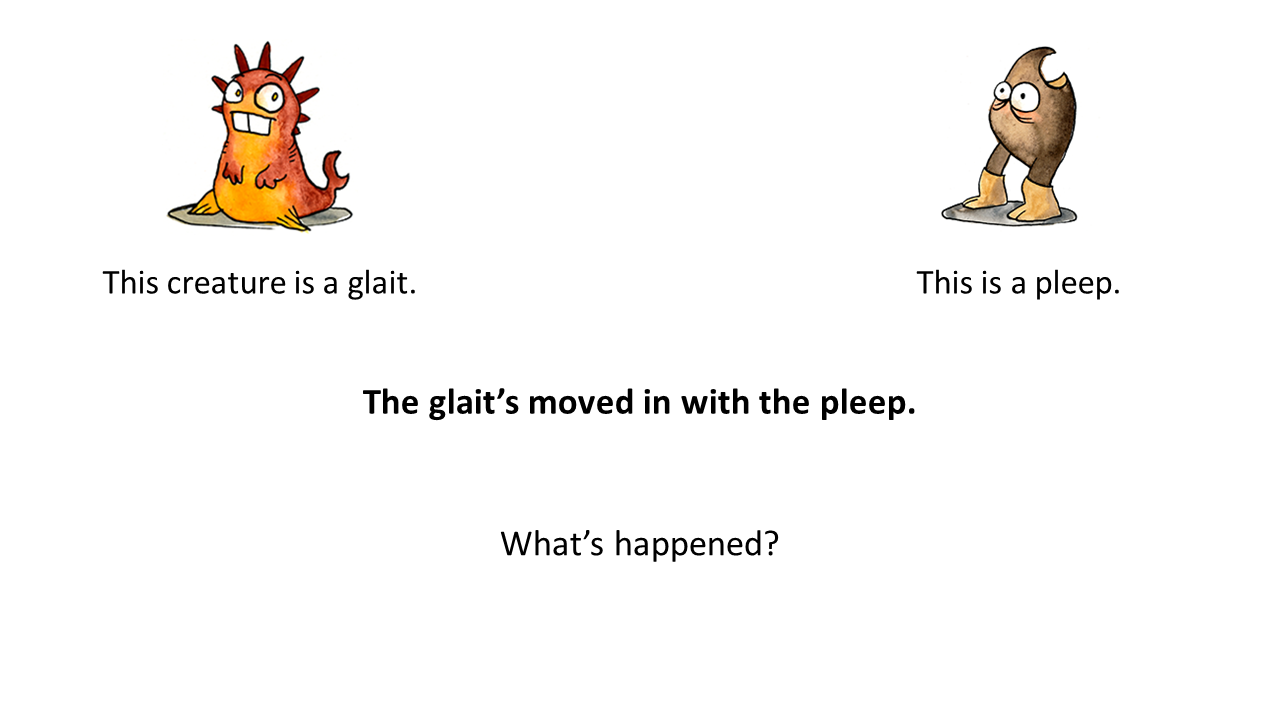 This creature is a glait.
This is a pleep.
The glait’s moved in with the pleep.
What’s happened?